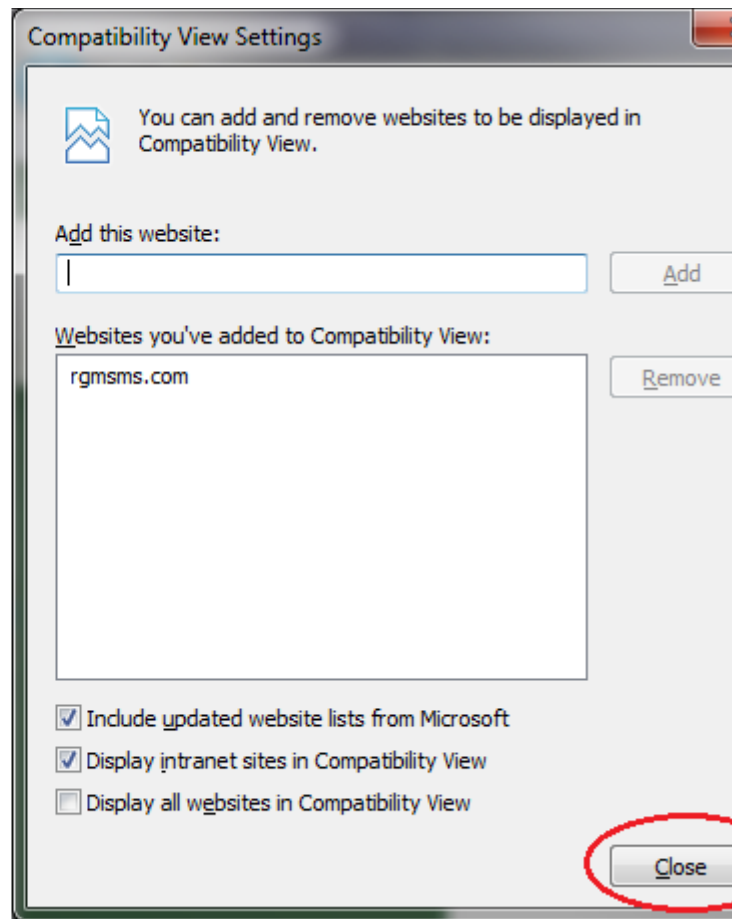 Compatibility View Settings
You can add and remove websites to be displayed in
Compatibility View.
Add this website:
Add
Websites you've added to Compatibility View:
rgmsms.com
Remove
Include updated website lists from Microsoft
Display intranet sites in Compatibility View
Display all websites in Compatibility View
Close